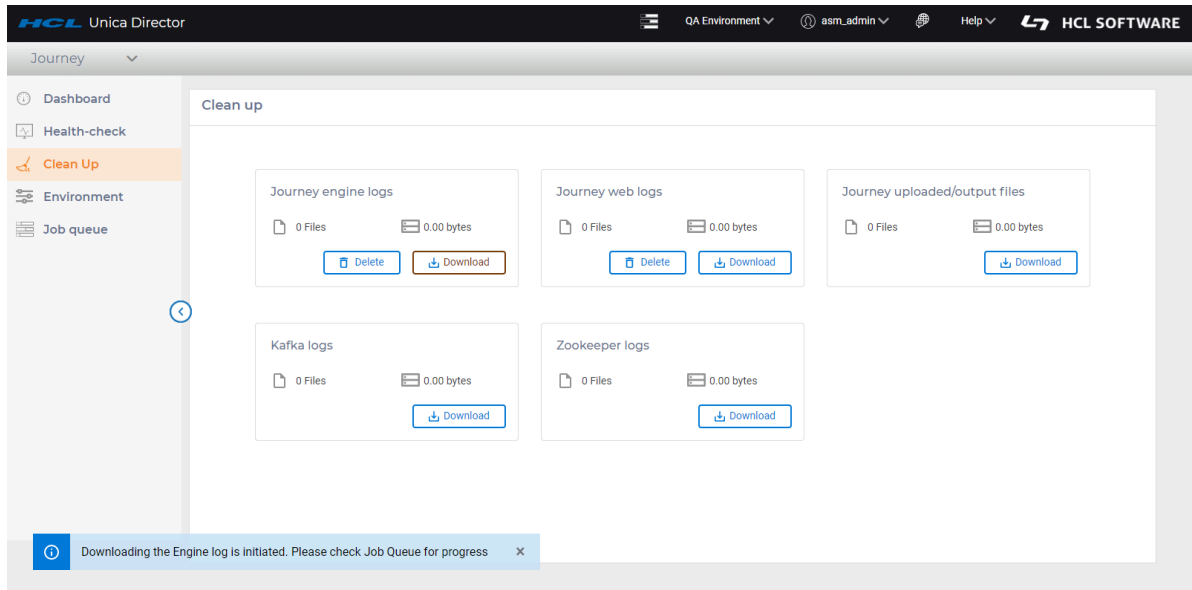 HCL Unica Director
QA Environment
asm_admin
Help
HCL SOFTWARE
Journey
Dashboard
Health-check
Clean Up
Environment
Job queue
Clean up
Journey engine logs
0 Files
0.00 bytes
Delete
Download
Journey web logs
0 Files
0.00 bytes
Delete
Download
Journey uploaded/output files
0 Files
0.00 bytes
Download
Kafka logs
0 Files
0.00 bytes
Download
Zookeeper logs
0 Files
0.00 bytes
Download
Downloading the Engine log is initiated. Please check Job Queue for progress